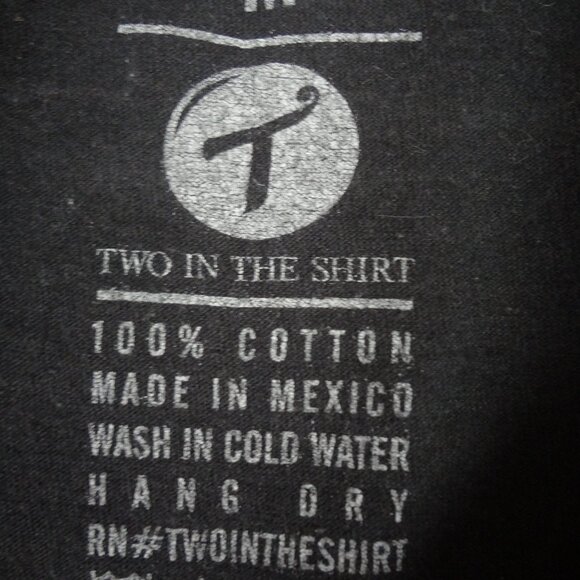 M
T
TWO IN THE SHIRT
100% COTTON
MADE IN MEXICO
WASH IN COLD WATER
HANG DRY
RN#TWOINTHESHIRT